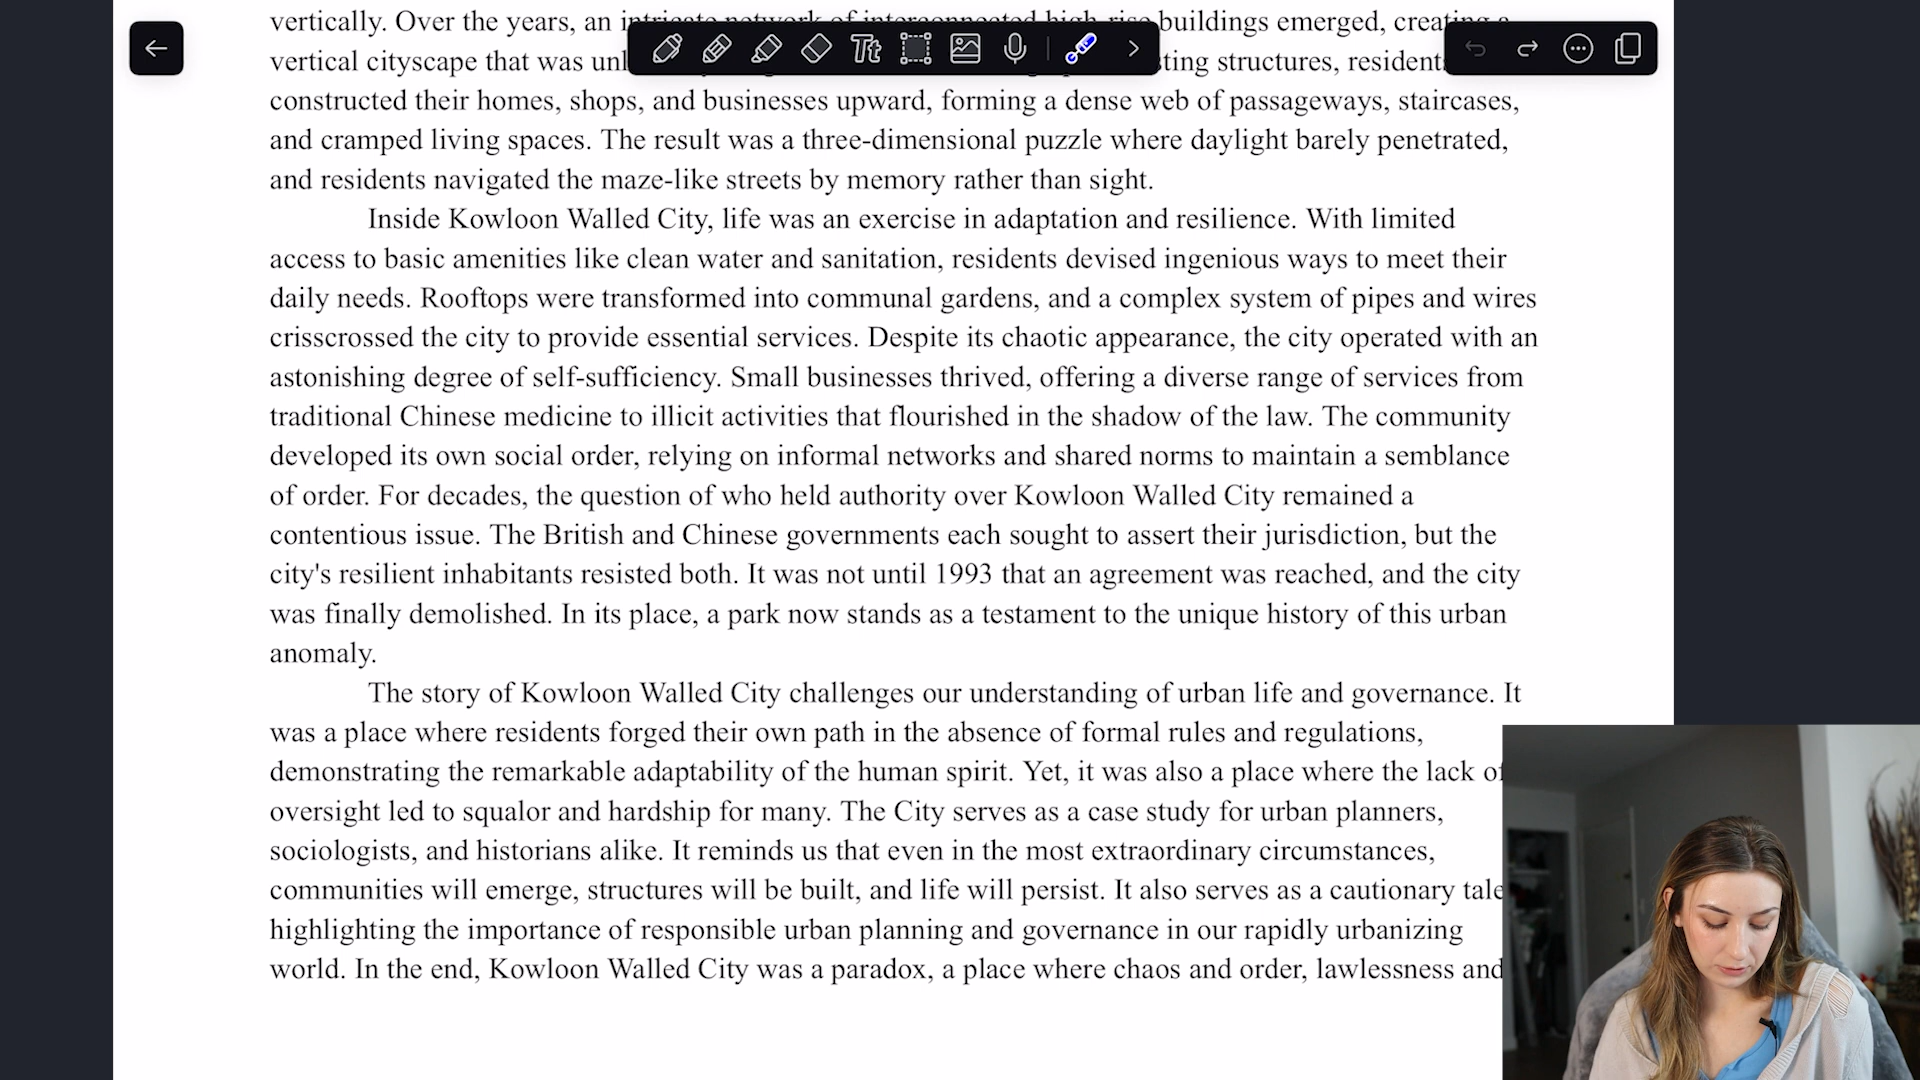 vertically. Over the years, an intricate network of interconnected high-rise buildings emerged, creating a
vertical cityscape that was sting structures, resident
constructed their homes, shops, and businesses upward, forming a dense web of passageways, staircases,
and cramped living spaces. The result was a three-dimensional puzzle where daylight barely penetrated,
and residents navigated the maze-like streets by memory rather than sight.
Inside Kowloon Walled City, life was an exercise in adaptation and resilience. With limited
access to basic amenities like clean water and sanitation, residents devised ingenious ways to meet their
daily needs. Rooftops were transformed into communal gardens, and a complex system of pipes and wires
crisscrossed the city to provide essential services. Despite its chaotic appearance, the city operated with an
astonishing degree of self-sufficiency. Small businesses thrived, offering a diverse range of services from
traditional Chinese medicine to illicit activities that flourished in the shadow of the law. The community
developed its own social order, relying on informal networks and shared norms to maintain a semblance
of order. For decades, the question of who held authority over Kowloon Walled City remained a
contentious issue. The British and Chinese governments each sought to assert their jurisdiction, but the
city's resilient inhabitants resisted both. It was not until 1993 that an agreement was reached, and the city
was finally demolished. In its place, a park now stands as a testament to the unique history of this urban
anomaly.
The story of Kowloon Walled City challenges our understanding of urban life and governance. It
was a place where residents forged their own path in the absence of formal rules and regulations,
demonstrating the remarkable adaptability of the human spirit. Yet, it was also a place where the lack of
oversight led to squalor and hardship for many. The City serves as a case study for urban planners,
sociologists, and historians alike. It reminds us that even in the most extraordinary circumstances,
communities will emerge, structures will be built, and life will persist. It also serves as a cautionary tale
highlighting the importance of responsible urban planning and governance in our rapidly urbanizing
world. In the end, Kowloon Walled City was a paradox, a place where chaos and order, lawlessness and
Tt